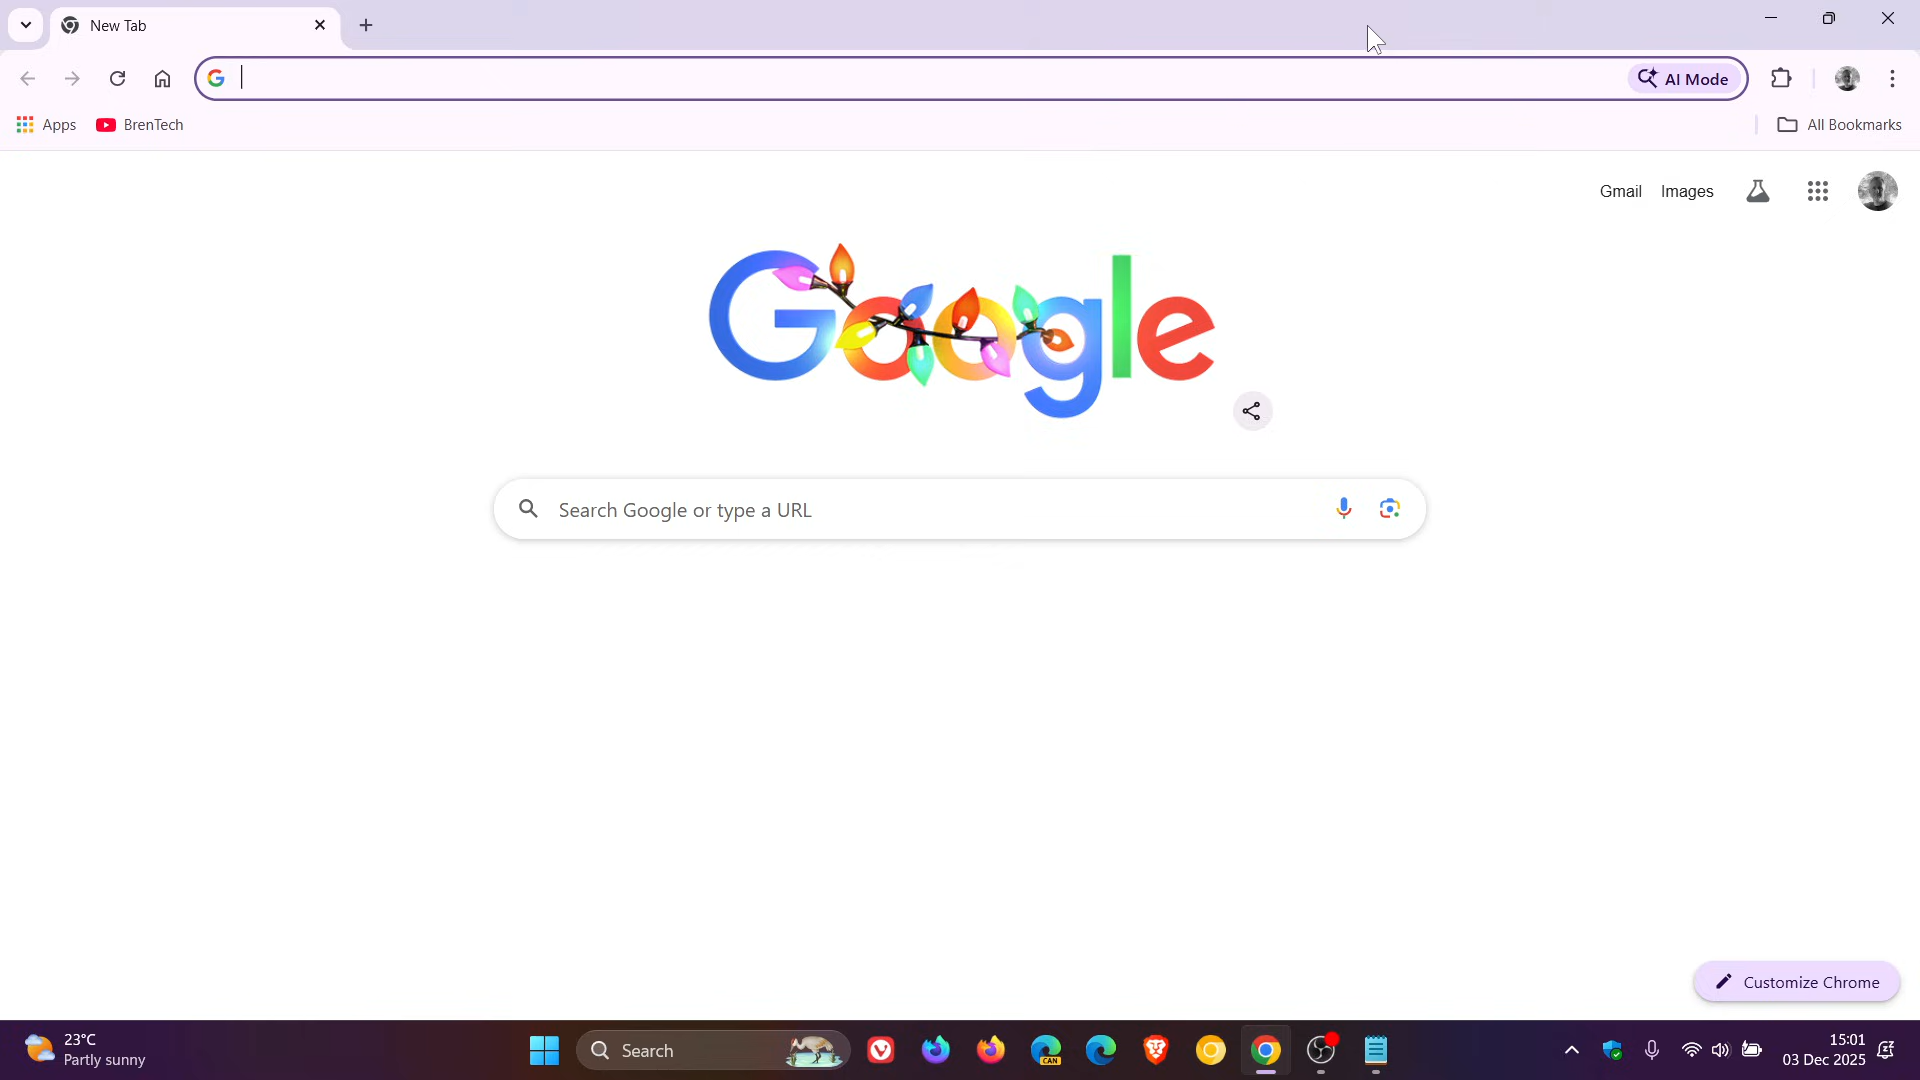 New Tab
AI Mode
Apps
BrenTech
All Bookmarks
Gmail
Images
Google
Search Google or type a URL
Customize Chrome
23°C
Partly sunny
Search
CAN
15:01
03 Dec 2025